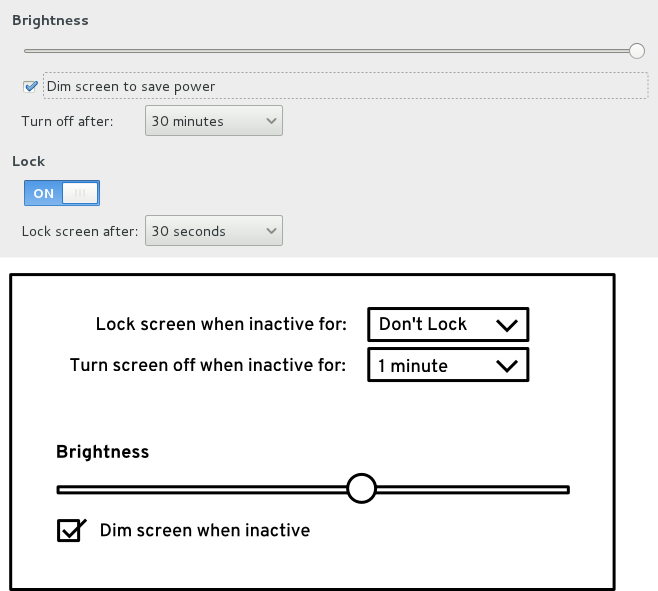 Brightness
Dim screen to save power
Turn off after: 30 minutes
Lock
ON
Lock screen after: 30 seconds
Lock screen when inactive for: Don't Lock
Turn screen off when inactive for: 1 minute
Brightness
Dim screen when inactive